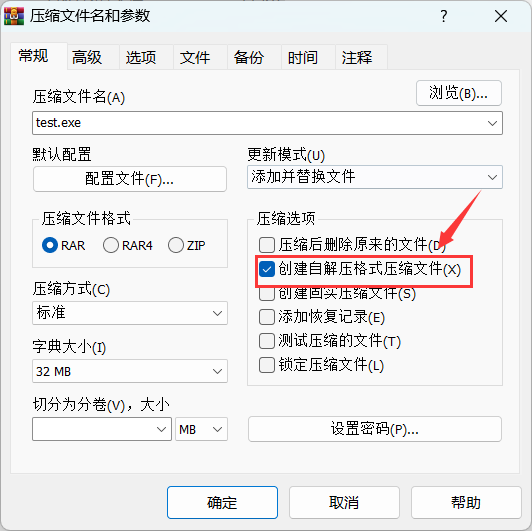 压缩文件名和参数
?
常规 高级 选项 文件 备份 时间 注释
压缩文件名(A)
浏览(B)...
test.exe
默认配置
配置文件(F)...
更新模式(U)
添加并替换文件
压缩文件格式
RAR RAR4 ZIP
压缩方式(C)
标准
字典大小(I)
32 MB
切分为分卷(V)，大小
MB
压缩选项
压缩后删除原来的文件(D)
创建自解压格式压缩文件(X)
创建固实压缩文件(S)
添加恢复记录(E)
测试压缩的文件(T)
锁定压缩文件(L)
设置密码(P)...
确定 取消 帮助